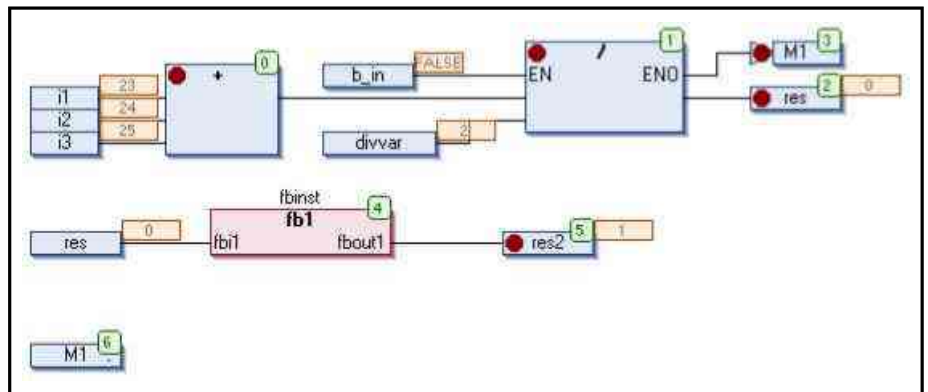 0
+
23
i1
24
i2
25
i3
FALSE
b_in
2
divvar
1
/
EN
ENO
3
M1
2
res
0
fbinst
fb1
4
fbi1
fbout1
0
res
5
res2
1
6
M1